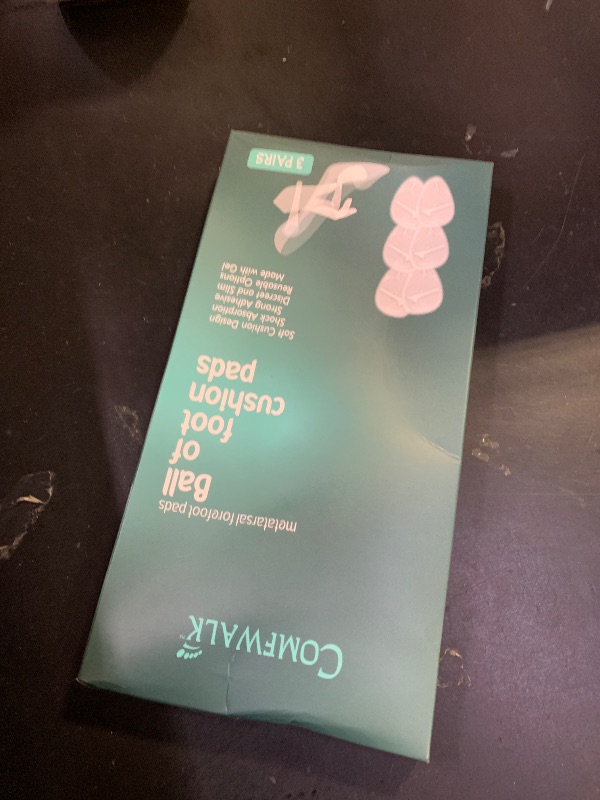 COMFWALK™
metatarsal forefoot pads
Ball
of
foot
cushion
pads
Soft Cushion Design
Shock Absorption
Strong Adhesive
Discreet and Slim
Reusable Options
Made with Gel
3 PAIRS